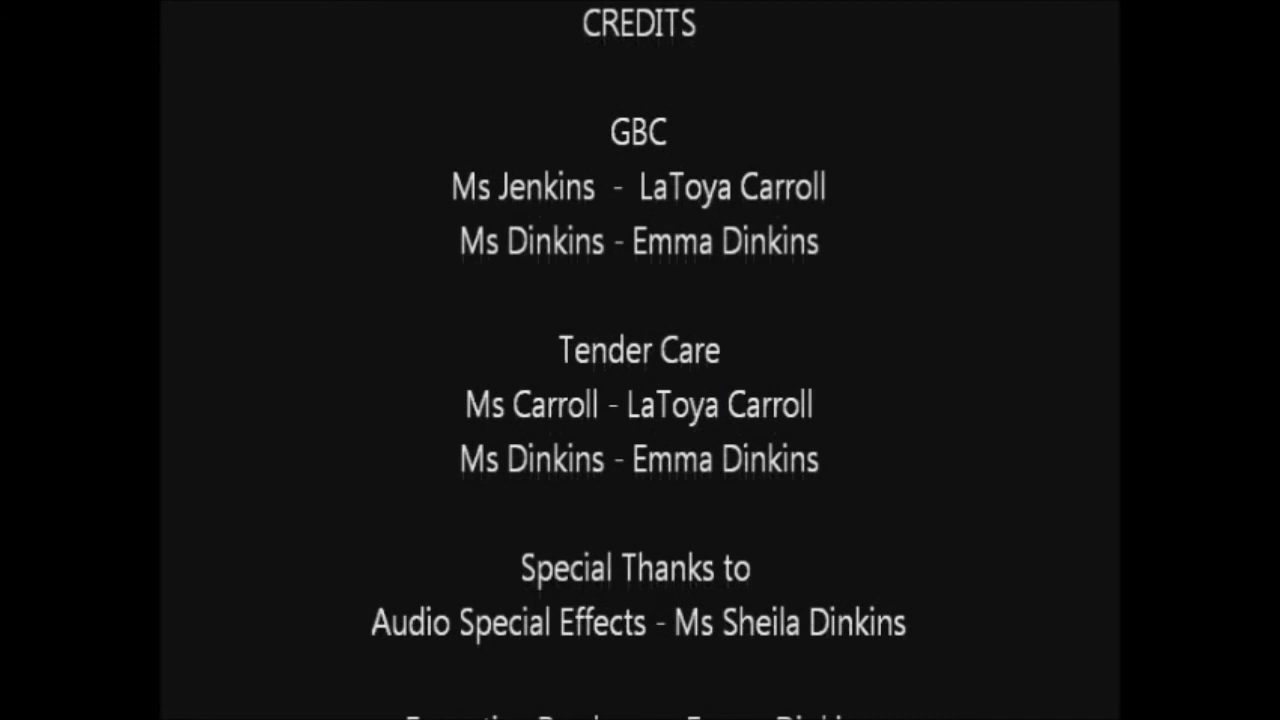 CREDITS
GBC
Ms Jenkins - LaToya Carroll
Ms Dinkins - Emma Dinkins
Tender Care
Ms Carroll - LaToya Carroll
Ms Dinkins - Emma Dinkins
Special Thanks to
Audio Special Effects - Ms Sheila Dinkins